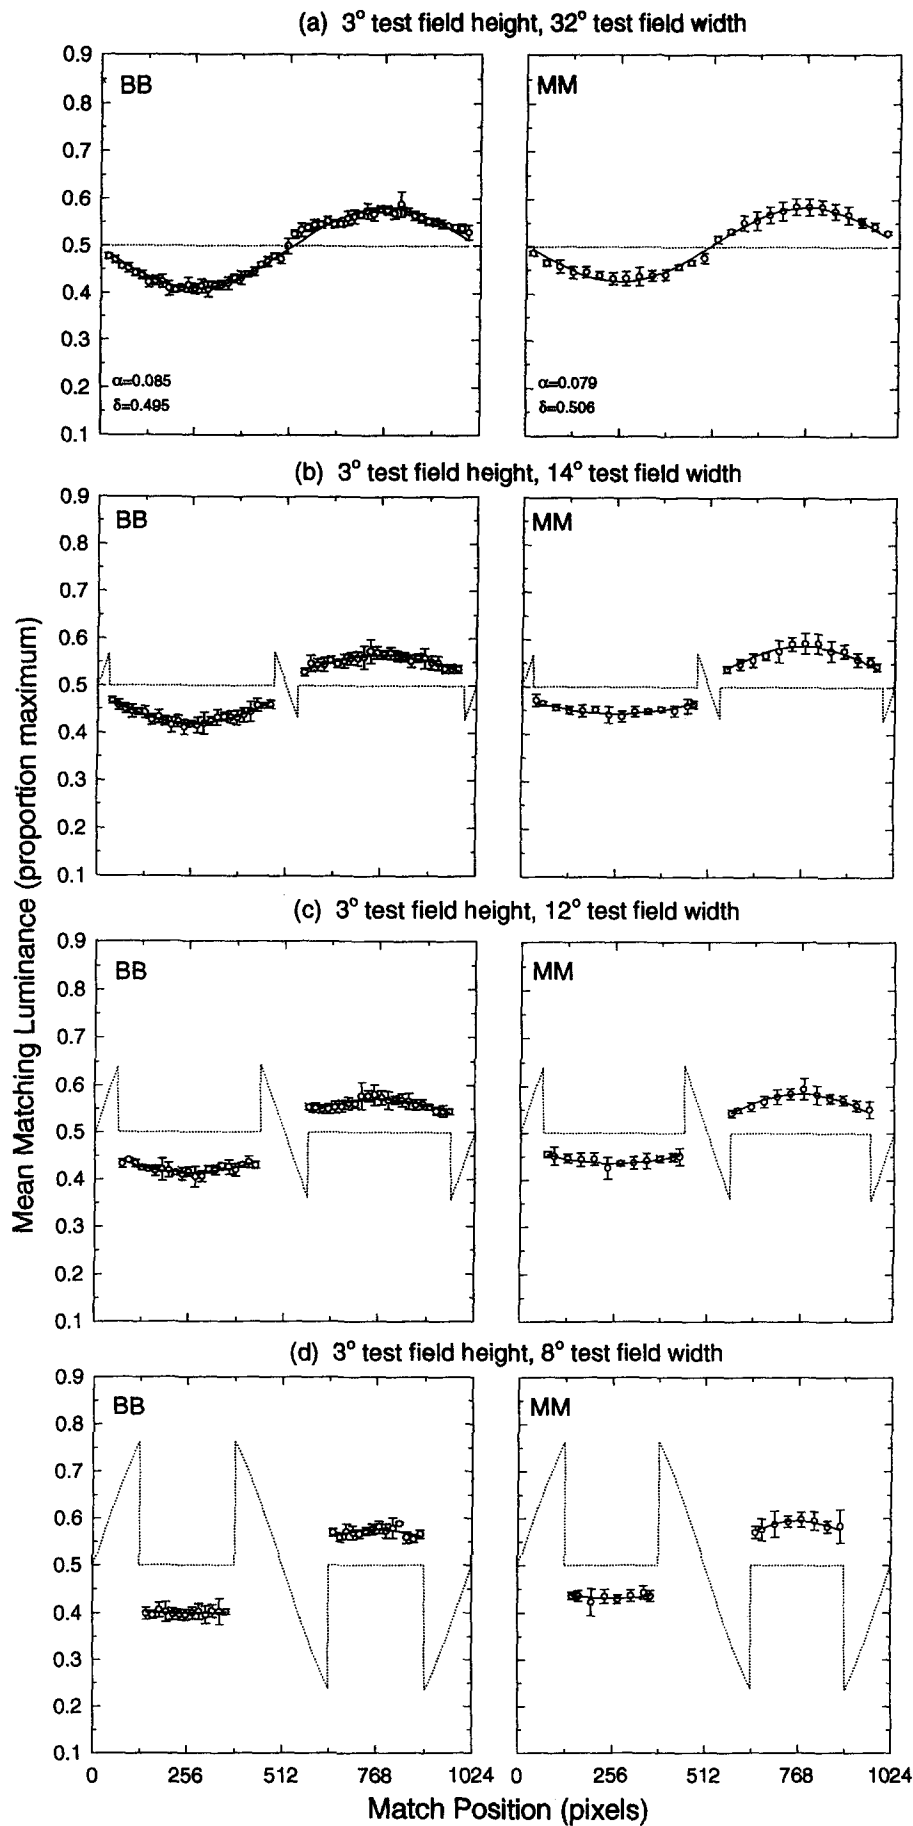 (a) 3° test field height, 32° test field width
0.9
0.8
0.7
0.6
0.5
0.4
0.3
0.2
0.1
BB
α=0.085
δ=0.495
MM
α=0.079
δ=0.506
(b) 3° test field height, 14° test field width
0.9
0.8
0.7
0.6
0.5
0.4
0.3
0.2
0.1
BB
MM
(c) 3° test field height, 12° test field width
0.9
0.8
0.7
0.6
0.5
0.4
0.3
0.2
0.1
BB
MM
(d) 3° test field height, 8° test field width
0.9
0.8
0.7
0.6
0.5
0.4
0.3
0.2
0.1
BB
MM
0 256 512 768 1024
0 256 512 768 1024
Match Position (pixels)
Mean Matching Luminance (proportion maximum)